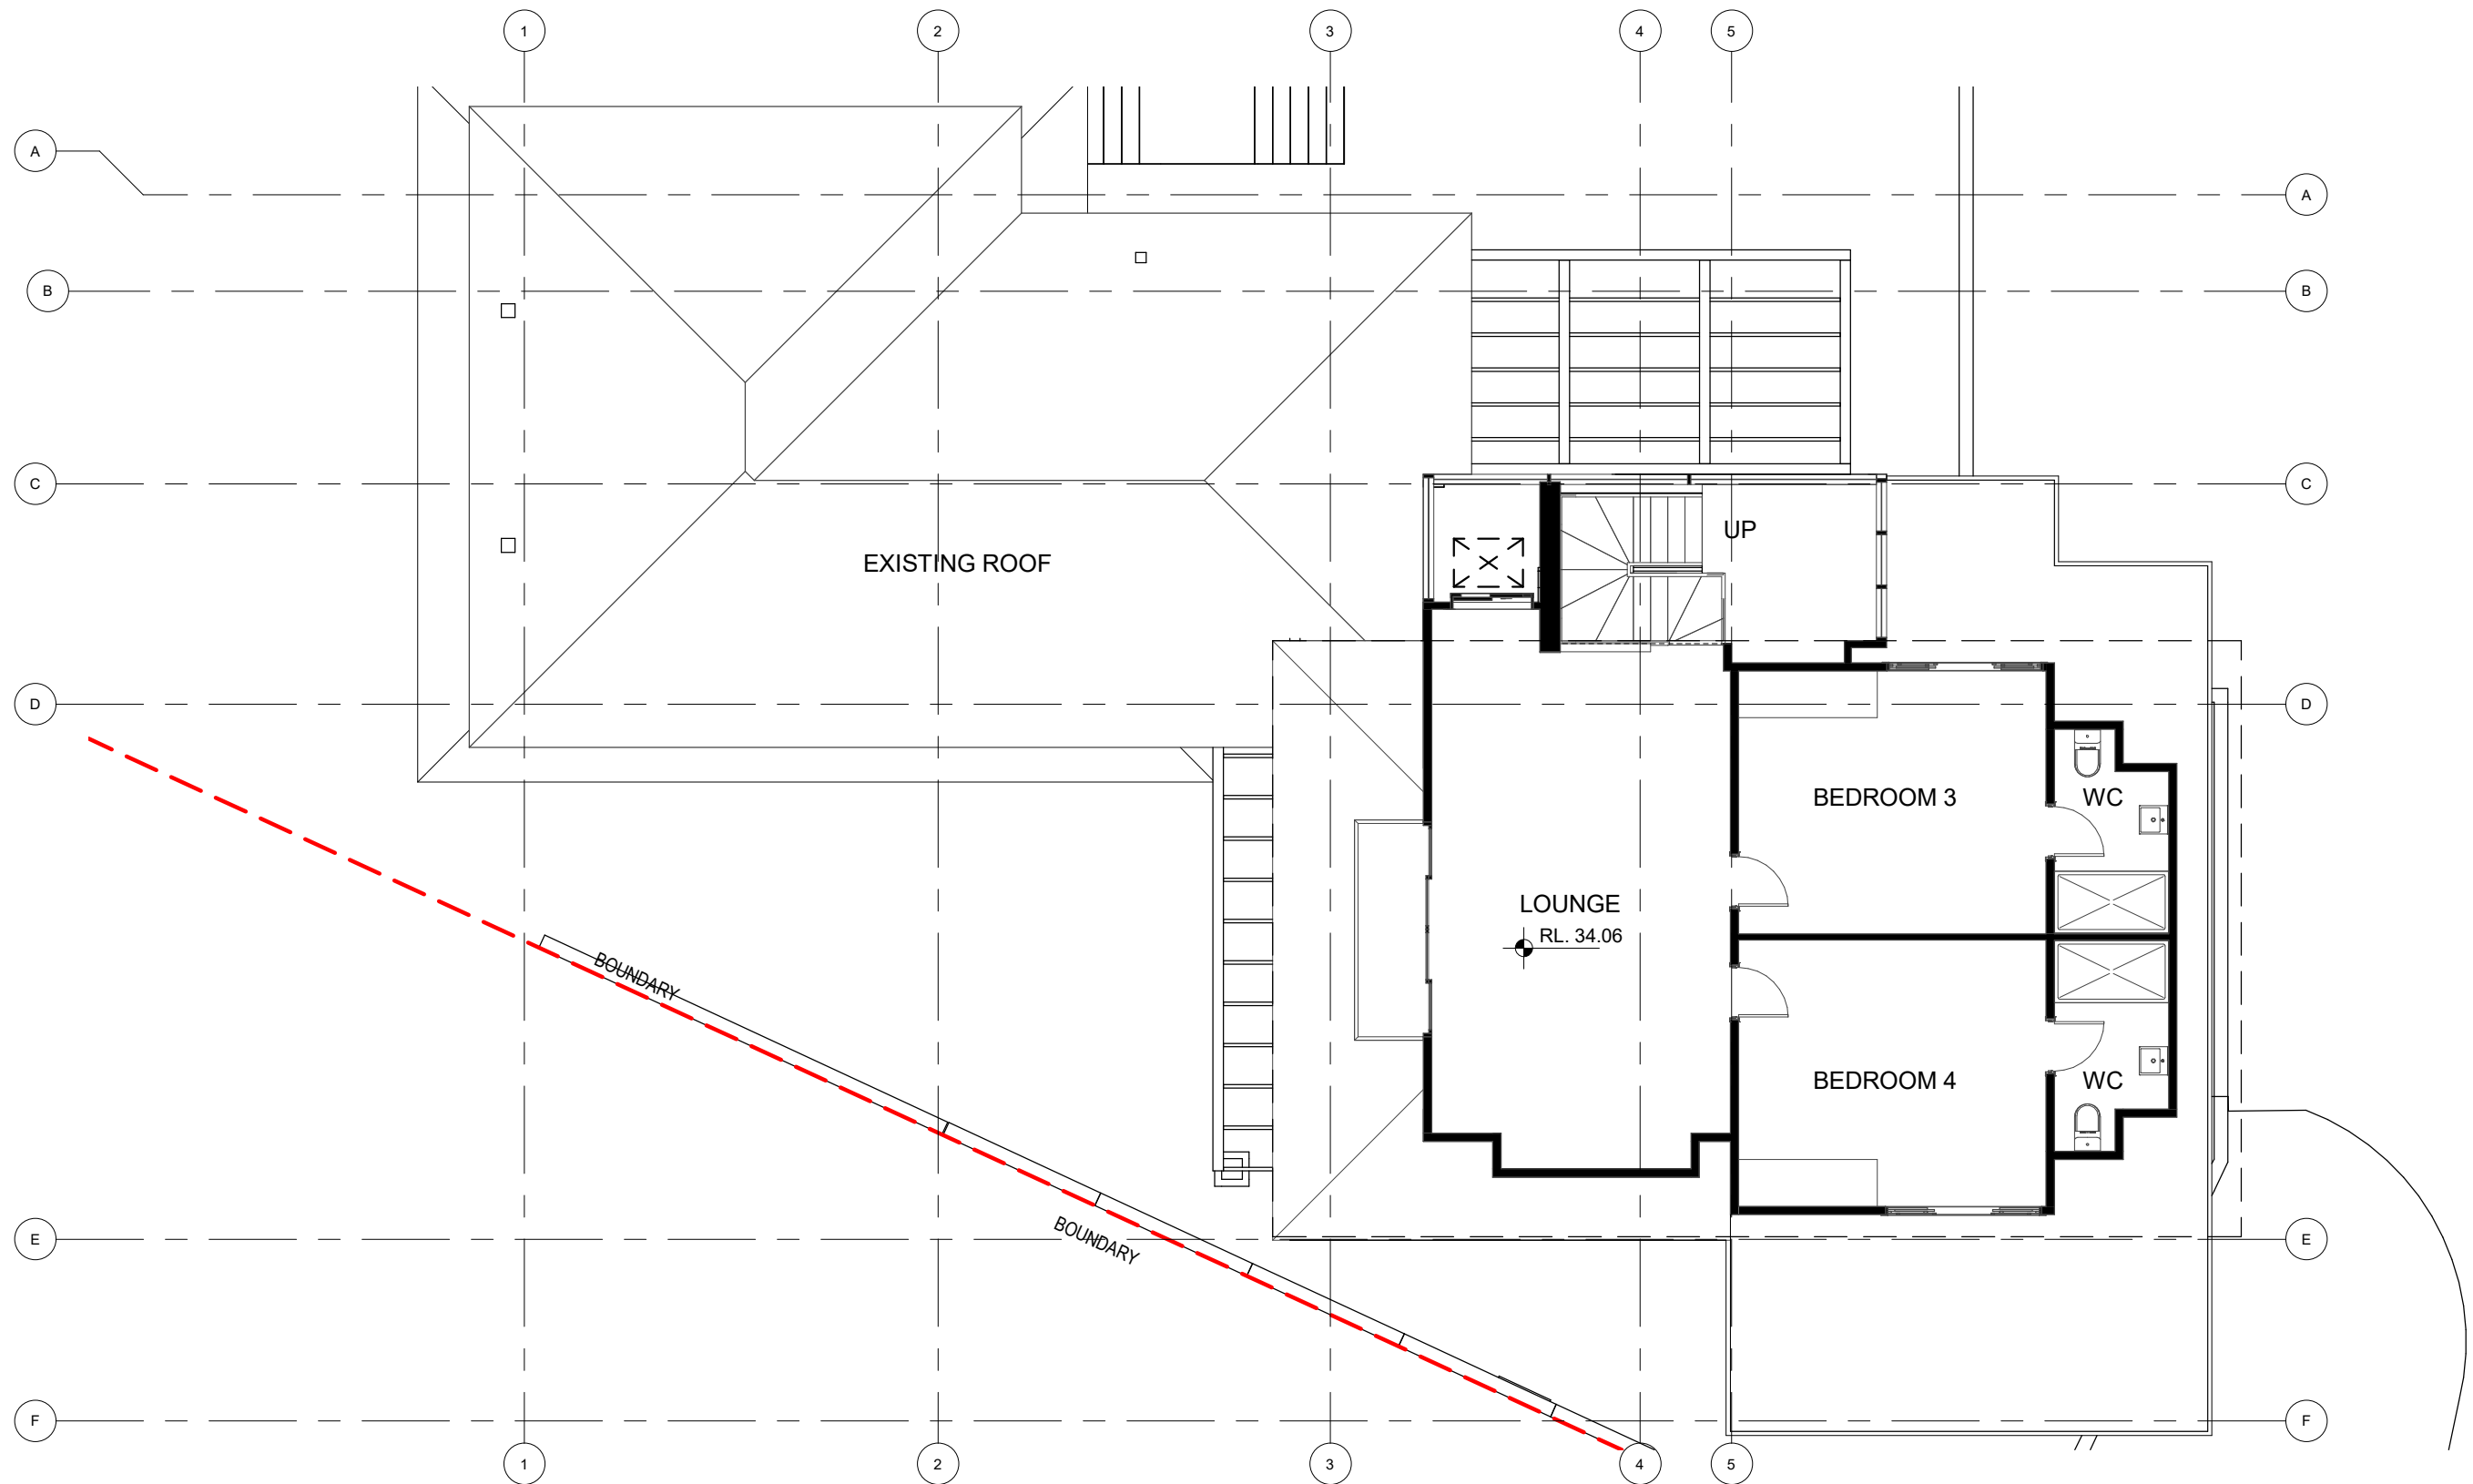 1 2 3 4 5
A
A
B B
C C
UP
EXISTING ROOF
D D
BEDROOM 3 WC
LOUNGE
RL. 34.06
BOUNDARY
BEDROOM 4 WC
BOUNDARY
E E
F F
1 2 3 4 5